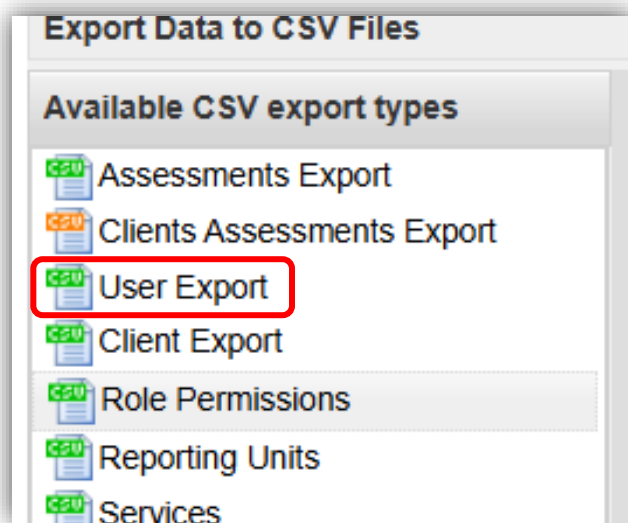 Export Data to CSV Files
Available CSV export types
CSV Assessments Export
CSV Clients Assessments Export
CSV User Export
CSV Client Export
CSV Role Permissions
CSV Reporting Units
CSV Services